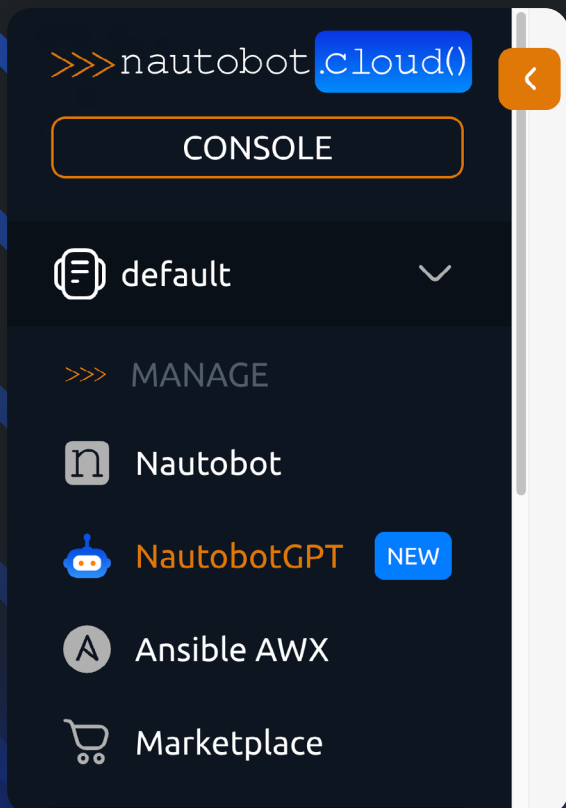 >>>nautobot.cloud()
CONSOLE
default
>>> MANAGE
n Nautobot
NautobotGPT NEW
Ansible AWX
Marketplace